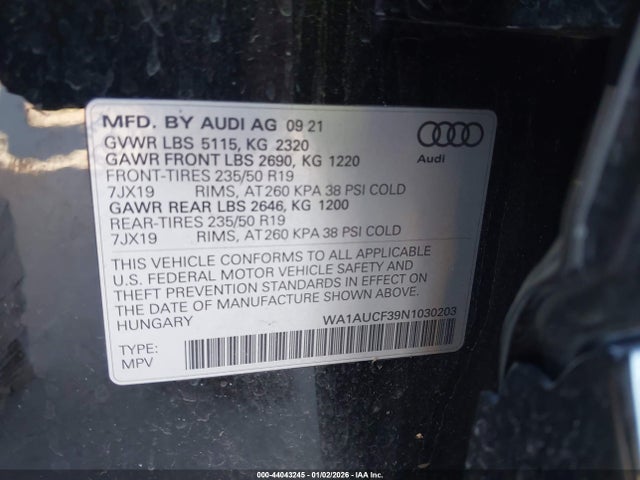 MFD. BY AUDI AG 09 21
GVWR LBS 5115, KG 2320
GAWR FRONT LBS 2690, KG 1220
FRONT-TIRES 235/50 R19
7JX19 RIMS, AT 260 KPA 38 PSI COLD
GAWR REAR LBS 2646, KG 1200
REAR-TIRES 235/50 R19
7JX19 RIMS, AT 260 KPA 38 PSI COLD
Audi
THIS VEHICLE CONFORMS TO ALL APPLICABLE
U.S. FEDERAL MOTOR VEHICLE SAFETY AND
THEFT PREVENTION STANDARDS IN EFFECT ON
THE DATE OF MANUFACTURE SHOWN ABOVE.
HUNGARY
WA1AUCF39N1030203
TYPE:
MPV
000-44043245 - 01/02/2026 - IAA Inc.